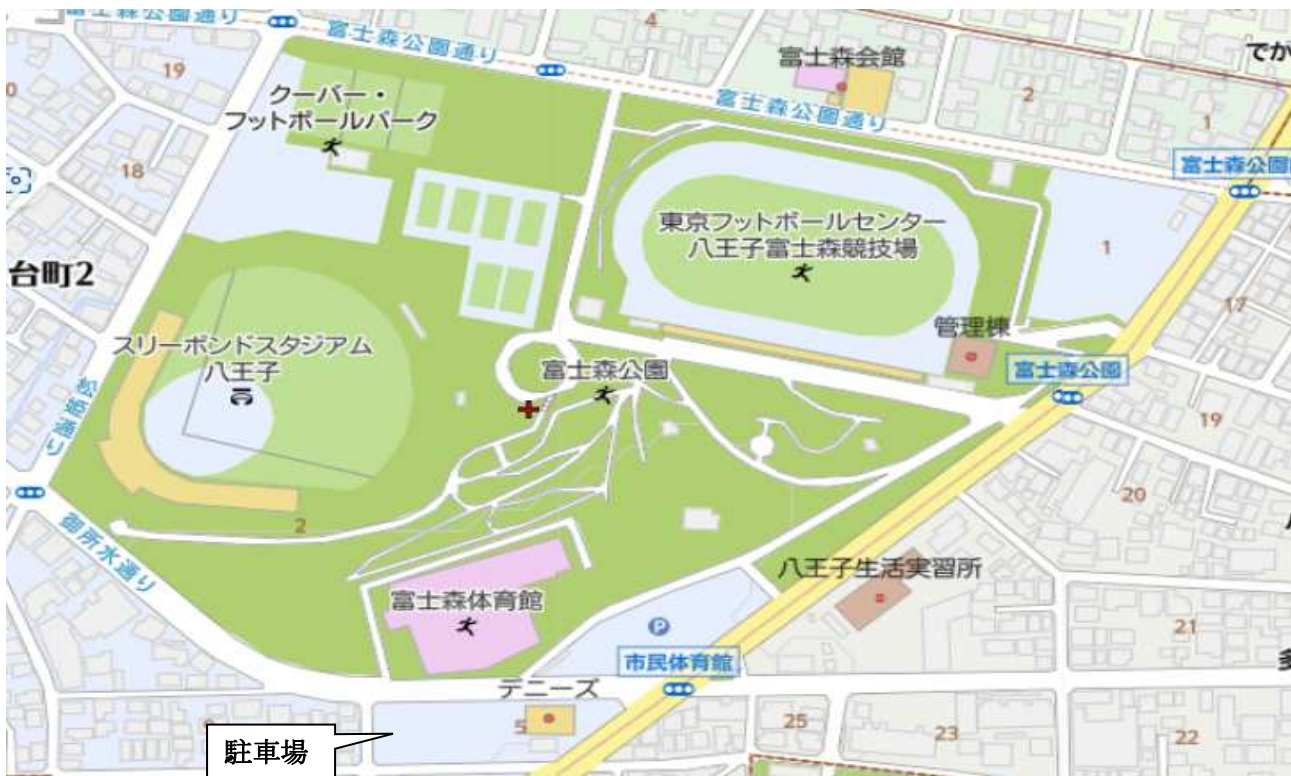 富士森公園通り
富士森公園通り
4
富士森会館
でか
19
クーバー・
フットボールパーク
2
富士森公園通り
1
18
富士森公園
東京フットボールセンター
八王子富士森競技場
1
台町2
17
管理棟
スリーボンドスタジアム
八王子
富士森公園
富士森公園
松姫通り
19
20
2
御所水通り
八王子生活実習所
富士森体育館
21
P
市民体育館
多
デニーズ
5
25
23
22
駐車場